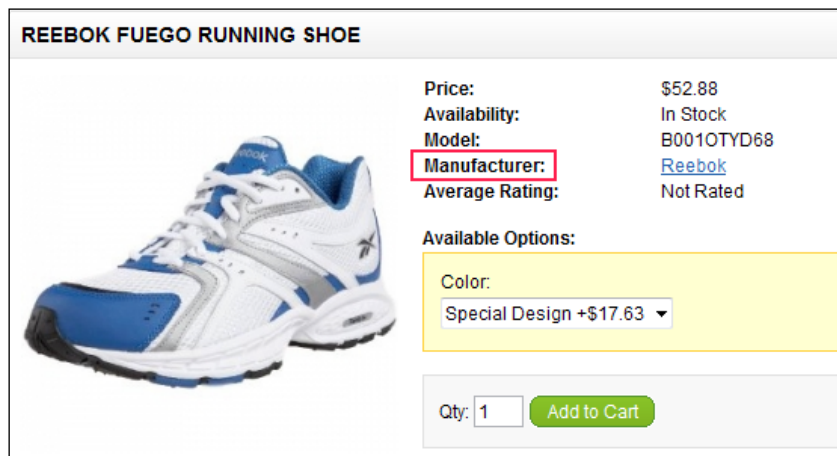 REEBOK FUEGO RUNNING SHOE
Price: $52.88
Availability: In Stock
Model: B001OTYD68
Manufacturer: Reebok
Average Rating: Not Rated
Available Options:
Color:
Special Design +$17.63
Qty: 1 Add to Cart
Reebok